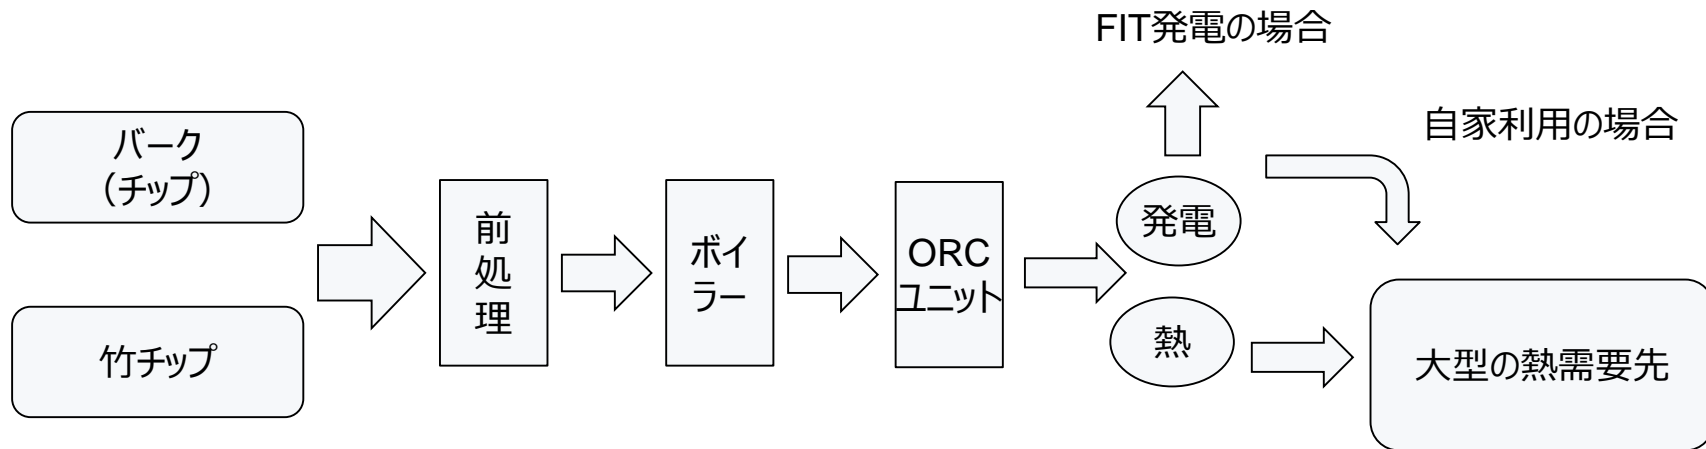 FIT発電の場合
自家利用の場合
バーク
（チップ）
竹チップ
前
処
理
ボイ
ラー
ORC
ユニット
発電
熱
大型の熱需要先